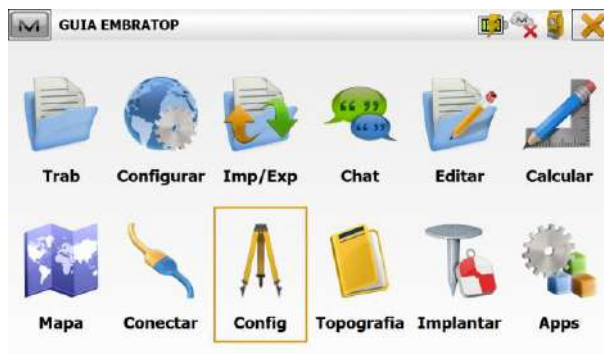 GUIA EMBRATOP
Trab Configurar Imp/Exp Chat Editar Calcular
Mapa Conectar Config Topografia Implantar Apps